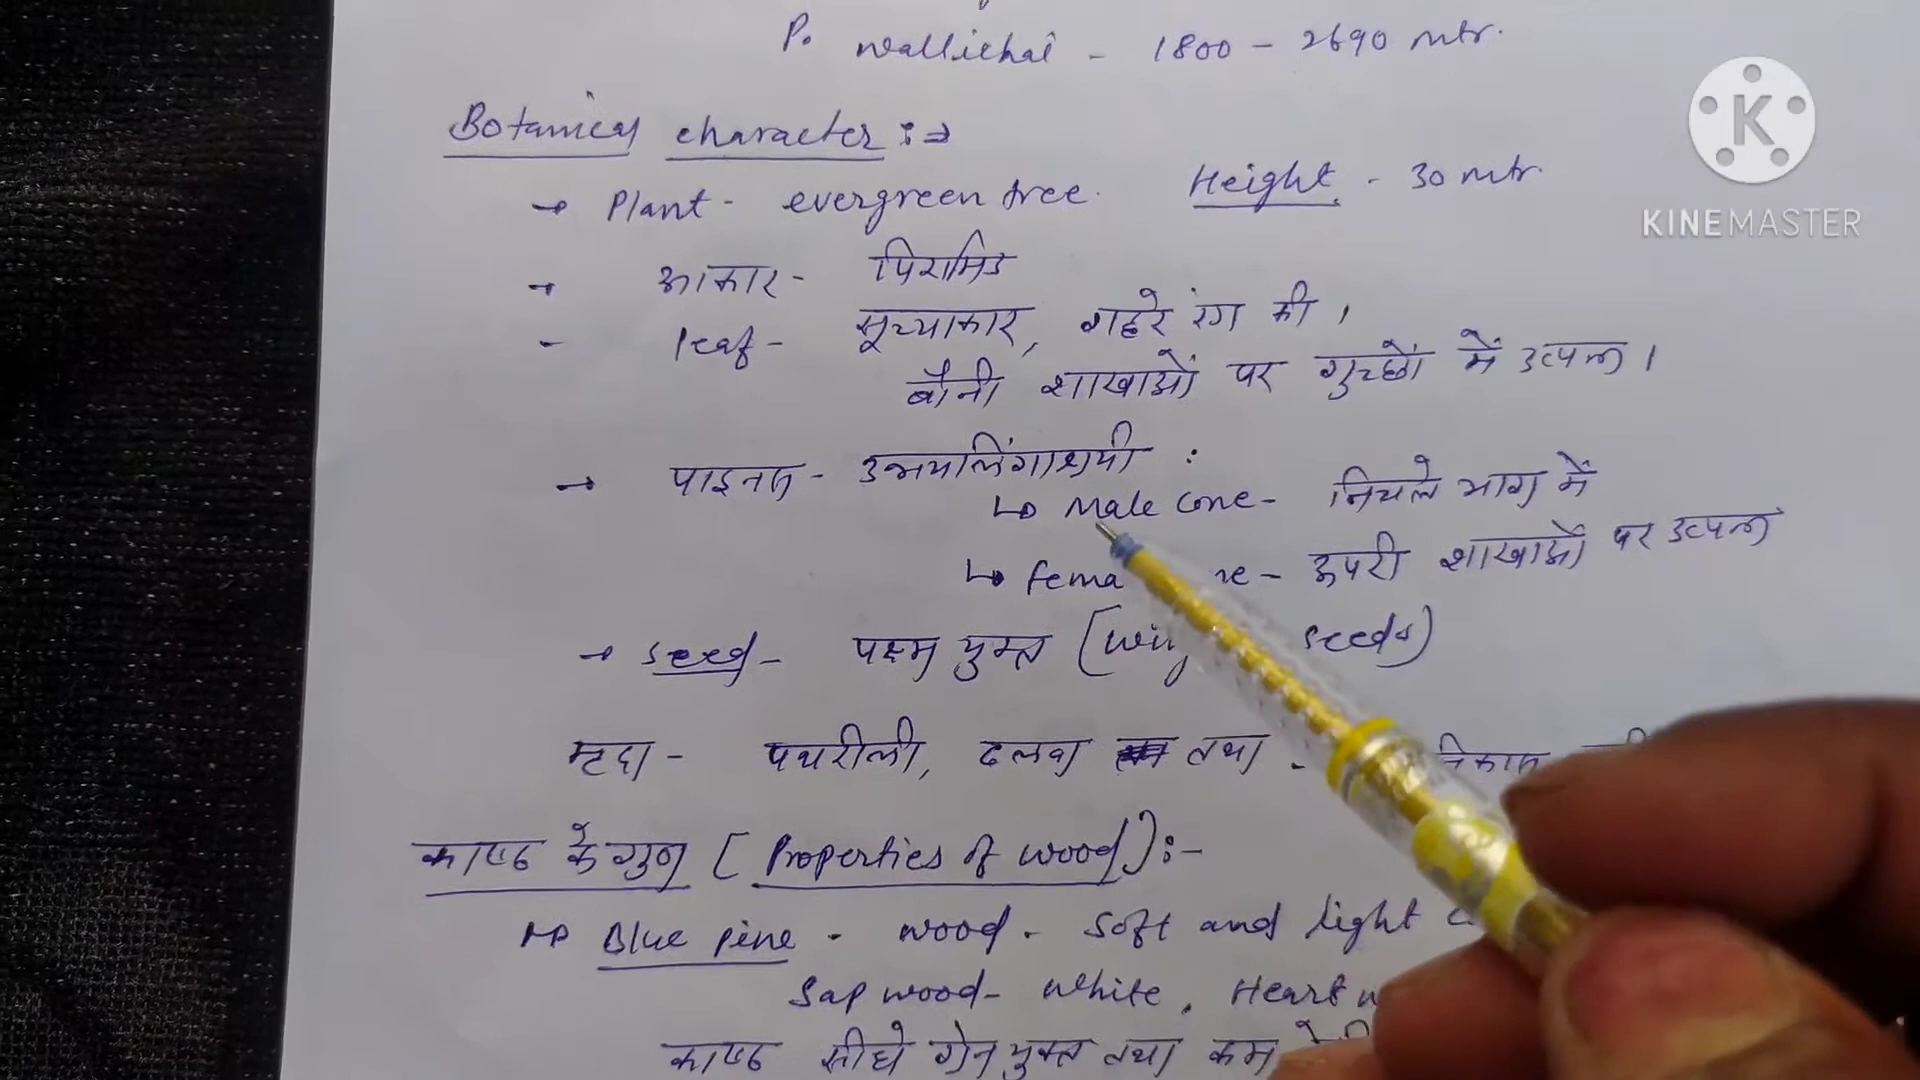 P. wallichai - 1800 - 2690 mtr.
Botanical character :⇒
→ Plant - evergreen tree. Height - 30 mtr.
→ आकार - पिरामिड
- leaf - सूच्याकार, गहरे रंग की ।
बौनी शाखाओं पर गुच्छों में उत्पन्न ।
→ पाइनस - उभयलिंगाश्रयी :
↳ Male cone - निचले भाग में
↳ fema ne - ऊपरी शाखाओं पर उत्पन्न
→ seed - पक्ष्म युक्त (wing seeds)
मृदा - पथरीली, ढलवा तथा - निकास
काष्ठ के गुण [Properties of wood] :-
Blue pine - wood - Soft and light
Sap wood - white, Heart w
काष्ठ सीधे ग्रेन युक्त तथा कम
K
KINEMASTER